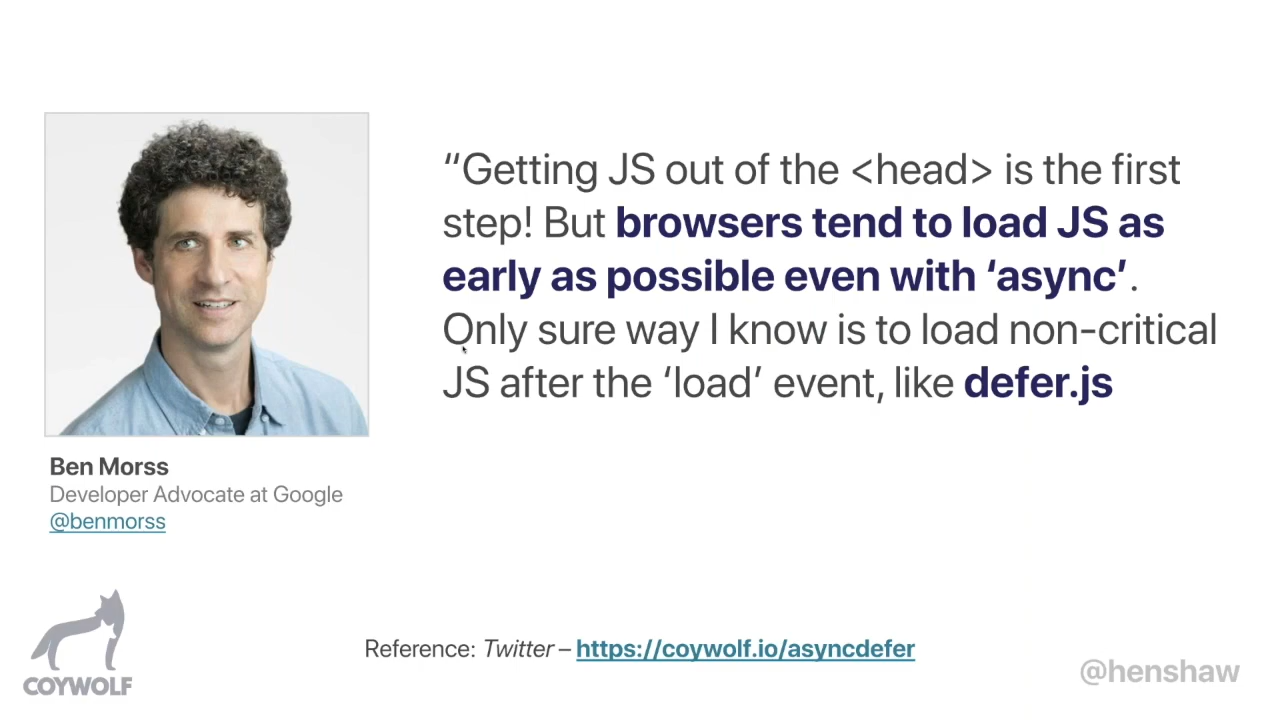 “Getting JS out of the <head> is the first
step! But browsers tend to load JS as
early as possible even with ‘async’.
Only sure way I know is to load non-critical
JS after the ‘load’ event, like defer.js
Ben Morss
Developer Advocate at Google
@benmorss
COYWOLF
Reference: Twitter – https://coywolf.io/asyncdefer
@henshaw